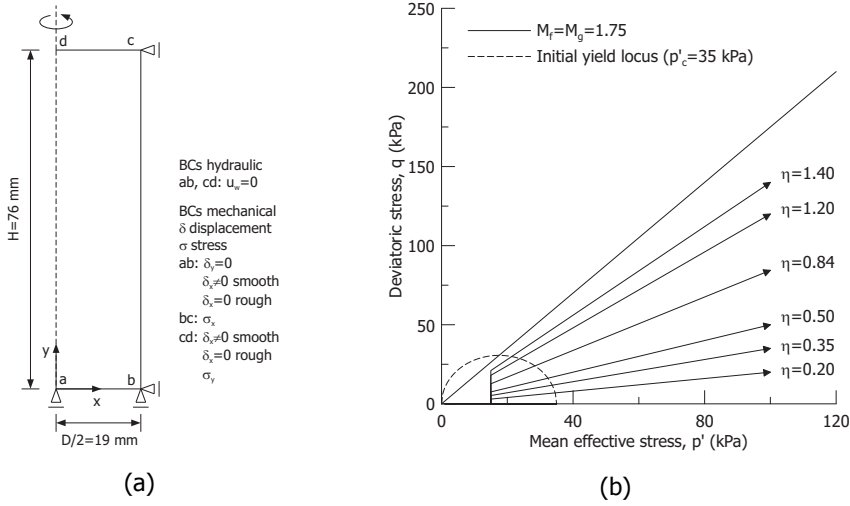 d
c
H=76 mm
BCs hydraulic
ab, cd: u_w=0
BCs mechanical
δ displacement
σ stress
ab: δ_y=0
δ_x≠0 smooth
δ_x=0 rough
bc: σ_x
cd: δ_x≠0 smooth
δ_x=0 rough
σ_y
y
a
b
x
D/2=19 mm
(a)
250
200
150
100
50
0
Deviatoric stress, q (kPa)
M_f=M_g=1.75
Initial yield locus (p'_c=35 kPa)
η=1.40
η=1.20
η=0.84
η=0.50
η=0.35
η=0.20
0 40 80 120
Mean effective stress, p' (kPa)
(b)